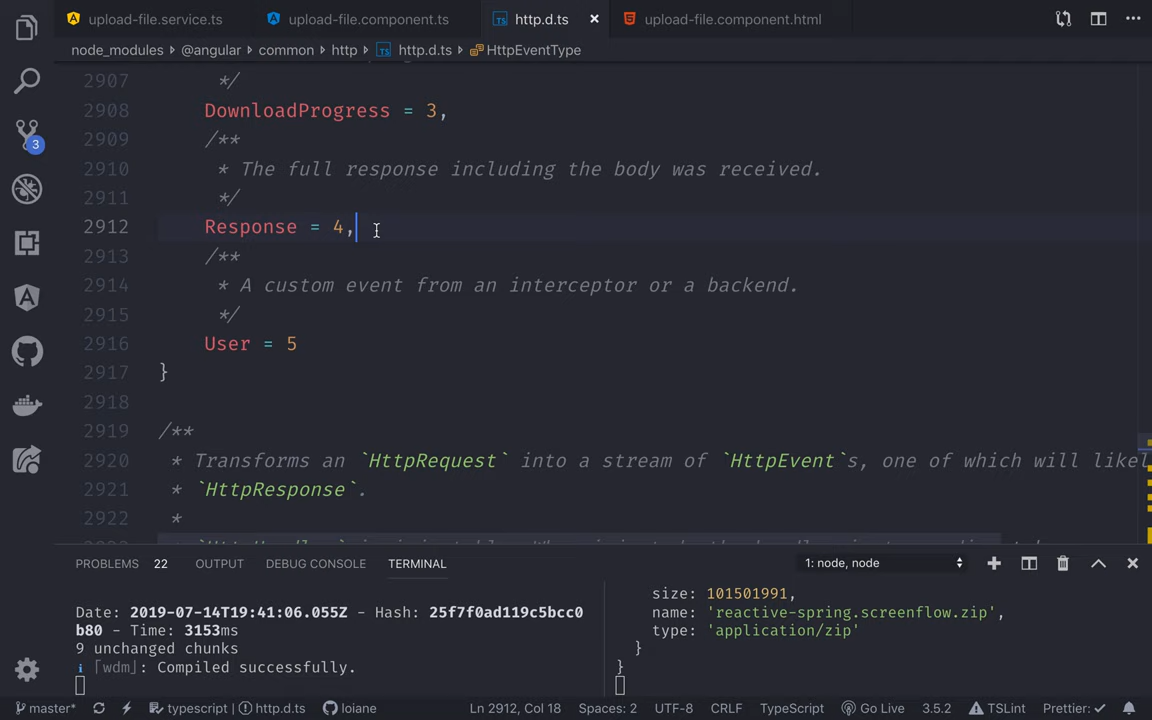 upload-file.service.ts upload-file.component.ts http.d.ts upload-file.component.html
node_modules @angular common http http.d.ts HttpEventType
2907 */
2908 DownloadProgress = 3,
2909 /**
2910 * The full response including the body was received.
2911 */
2912 Response = 4,
2913 /**
2914 * A custom event from an interceptor or a backend.
2915 */
2916 User = 5
2917 }
2918
2919 /**
2920 * Transforms an `HttpRequest` into a stream of `HttpEvent`s, one of which will likel
2921 * `HttpResponse`.
2922 *
3
PROBLEMS 22 OUTPUT DEBUG CONSOLE TERMINAL 1: node, node
Date: 2019-07-14T19:41:06.055Z - Hash: 25f7f0ad119c5bcc0
b80 - Time: 3153ms
9 unchanged chunks
i ｢wdm｣: Compiled successfully.
size: 101501991,
name: 'reactive-spring.screenflow.zip',
type: 'application/zip'
}
}
master* typescript | http.d.ts loiane Ln 2912, Col 18 Spaces: 2 UTF-8 CRLF TypeScript Go Live 3.5.2 TSLint Prettier: ✓